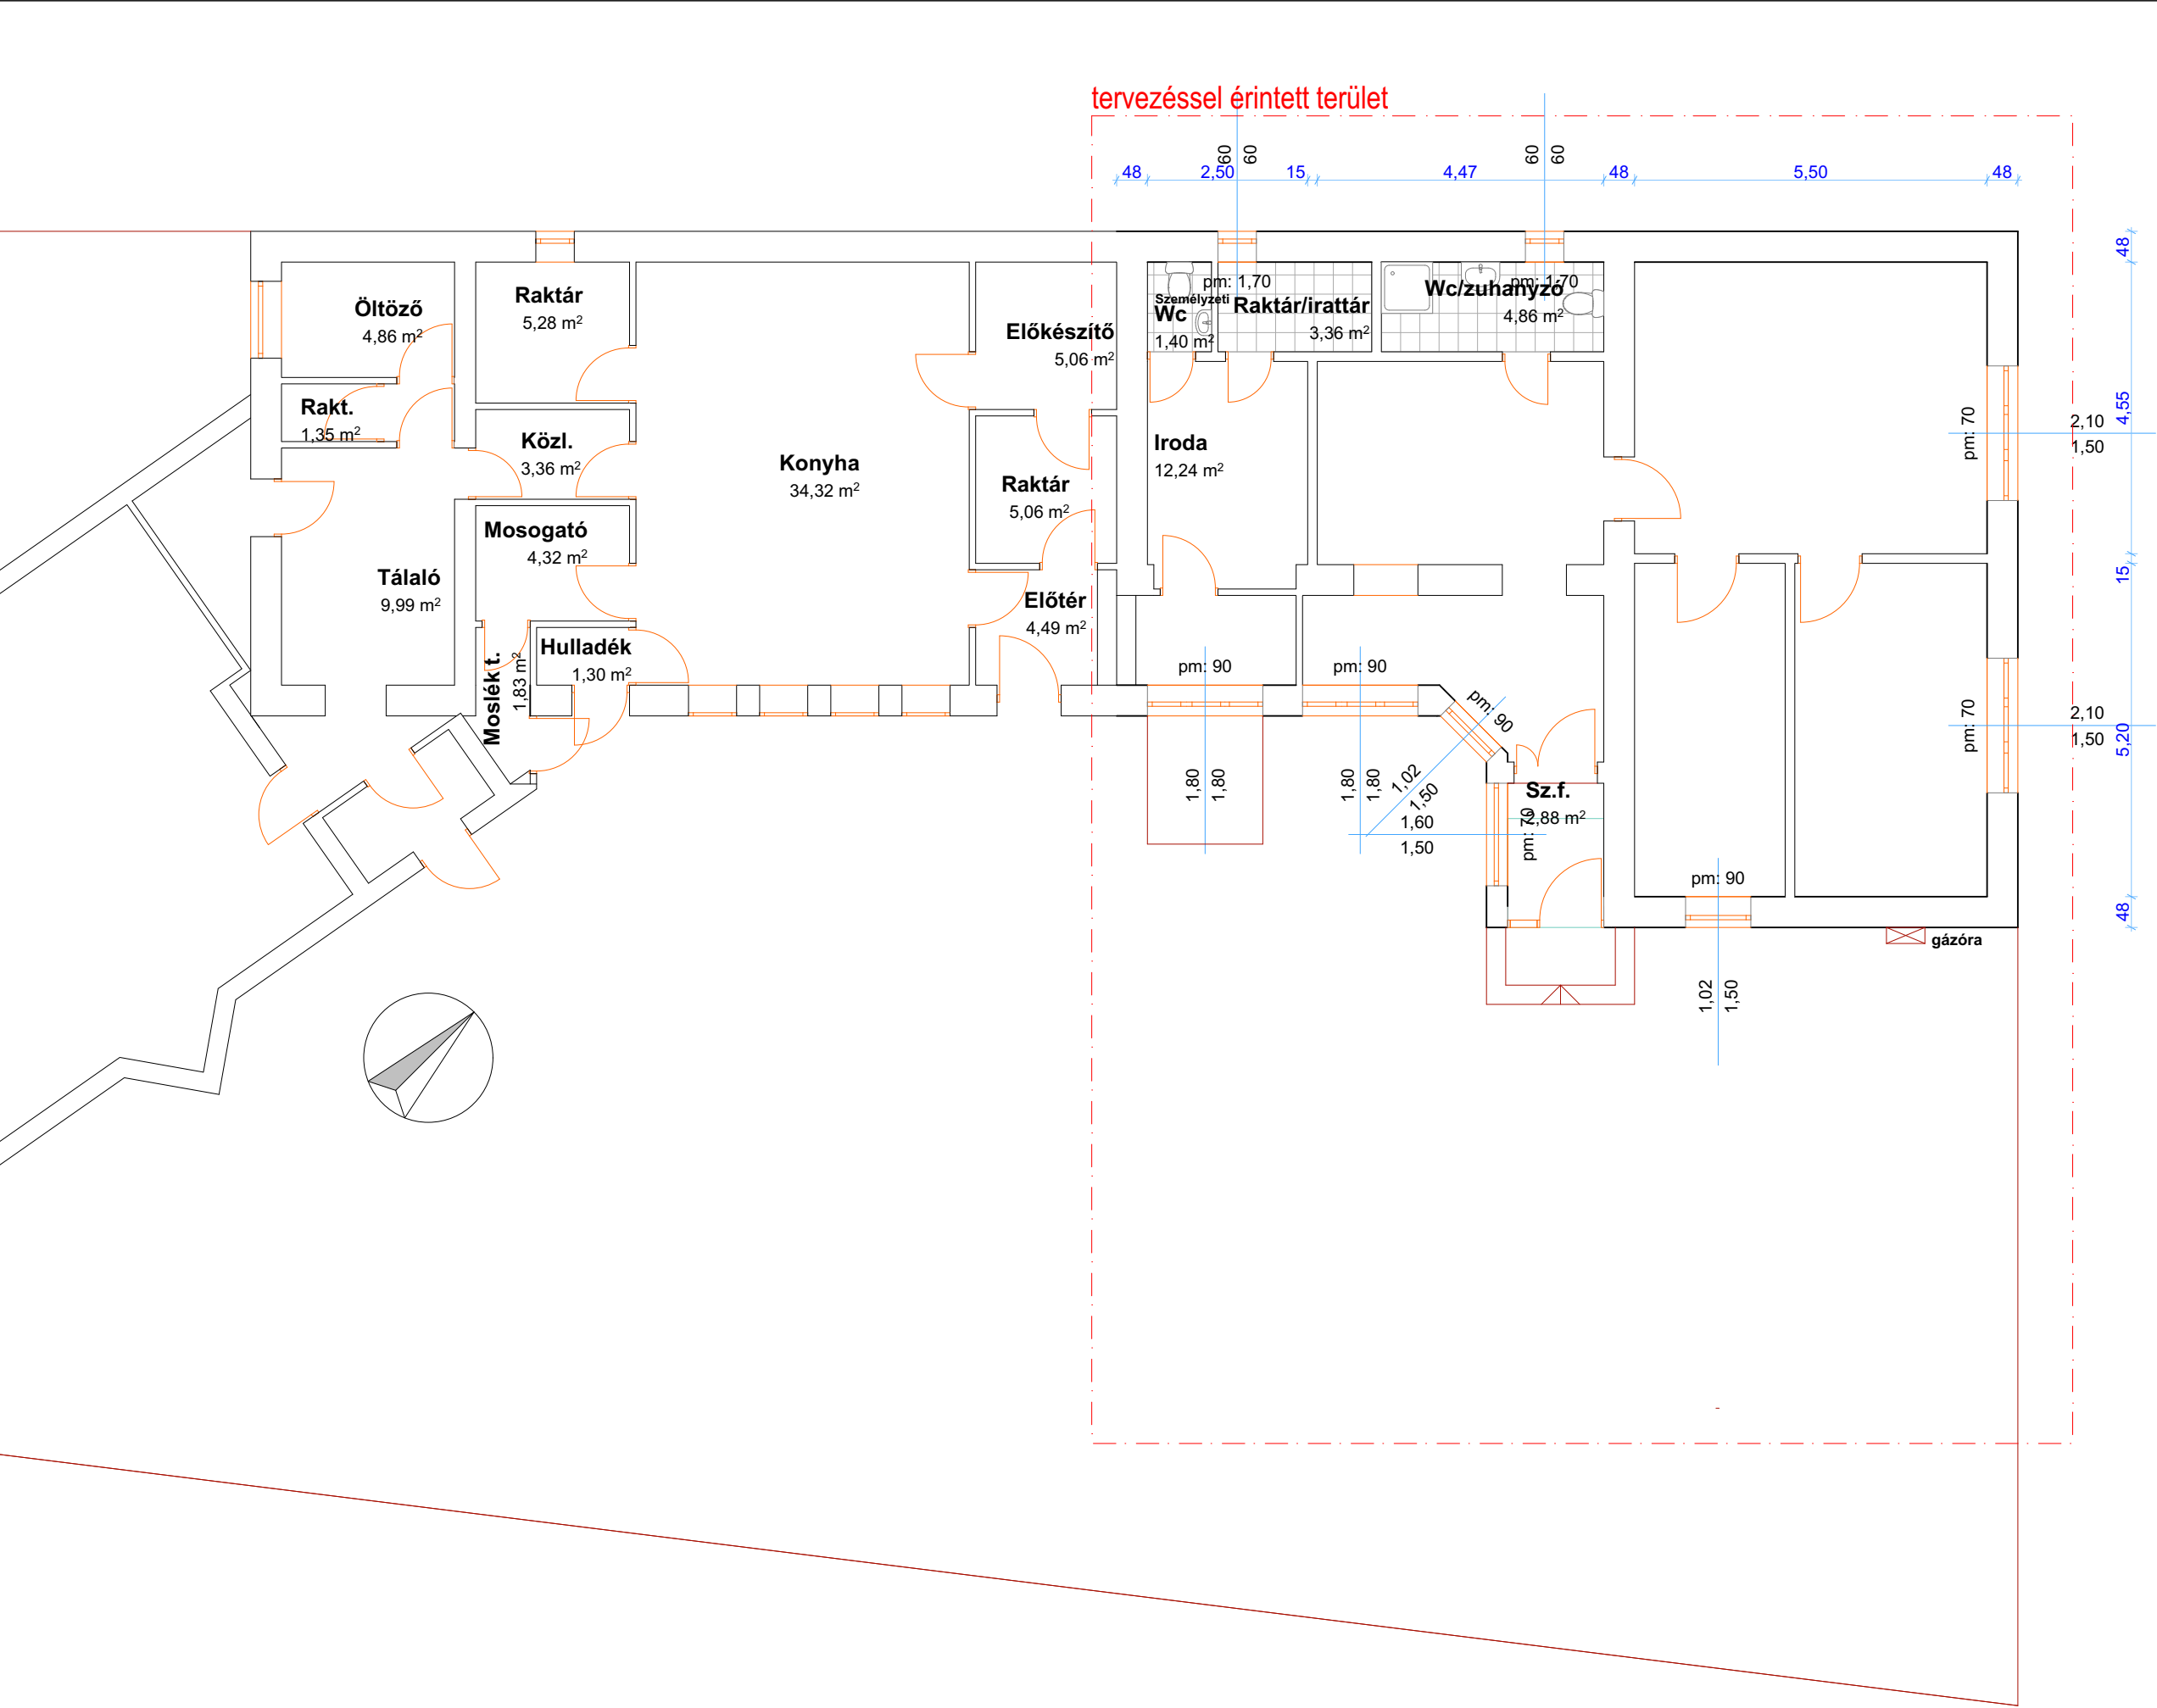 tervezéssel érintett terület
60
60
60
60
48
2,50
15
4,47
48
5,50
48
48
4,55
15
5,20
48
Öltöző
4,86 m²
Raktár
5,28 m²
Rakt.
1,35 m²
Közl.
3,36 m²
Mosogató
4,32 m²
Tálaló
9,99 m²
Moslékt.
1,83 m²
Hulladék
1,30 m²
Konyha
34,32 m²
Előkészítő
5,06 m²
Raktár
5,06 m²
Előtér
4,49 m²
Személyzeti
Wc
1,40 m²
pm: 1,70
Raktár/irattár
3,36 m²
pm: 1,70
Wc/zuhanyzó
4,86 m²
Iroda
12,24 m²
pm: 70
2,10
1,50
pm: 70
2,10
1,50
pm: 90
1,80
1,80
pm: 90
1,80
1,80
pm: 90
1,02
1,50
1,60
1,50
pm: 70
Sz.f.
2,88 m²
pm: 90
1,02
1,50
gázóra